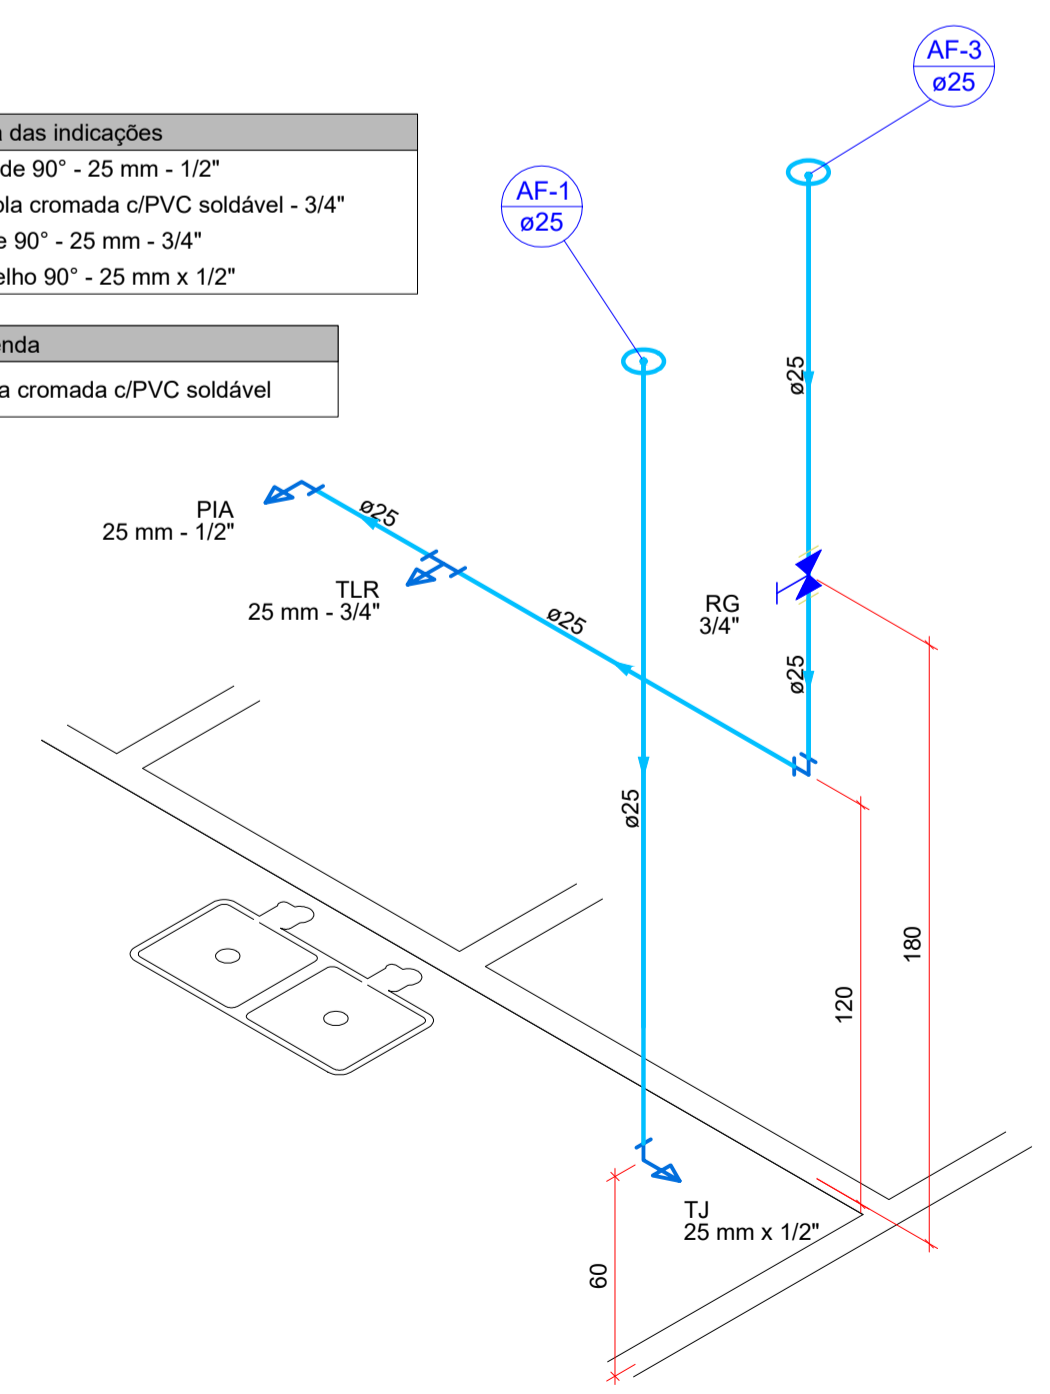 AF-3
ø25
a das indicações
de 90° - 25 mm - 1/2"
ola cromada c/PVC soldável - 3/4"
e 90° - 25 mm - 3/4"
elho 90° - 25 mm x 1/2"
AF-1
ø25
enda
a cromada c/PVC soldável
ø25
PIA
25 mm - 1/2"
ø25
TLR
25 mm - 3/4"
ø25
RG
3/4"
ø25
ø25
180
120
TJ
25 mm x 1/2"
60